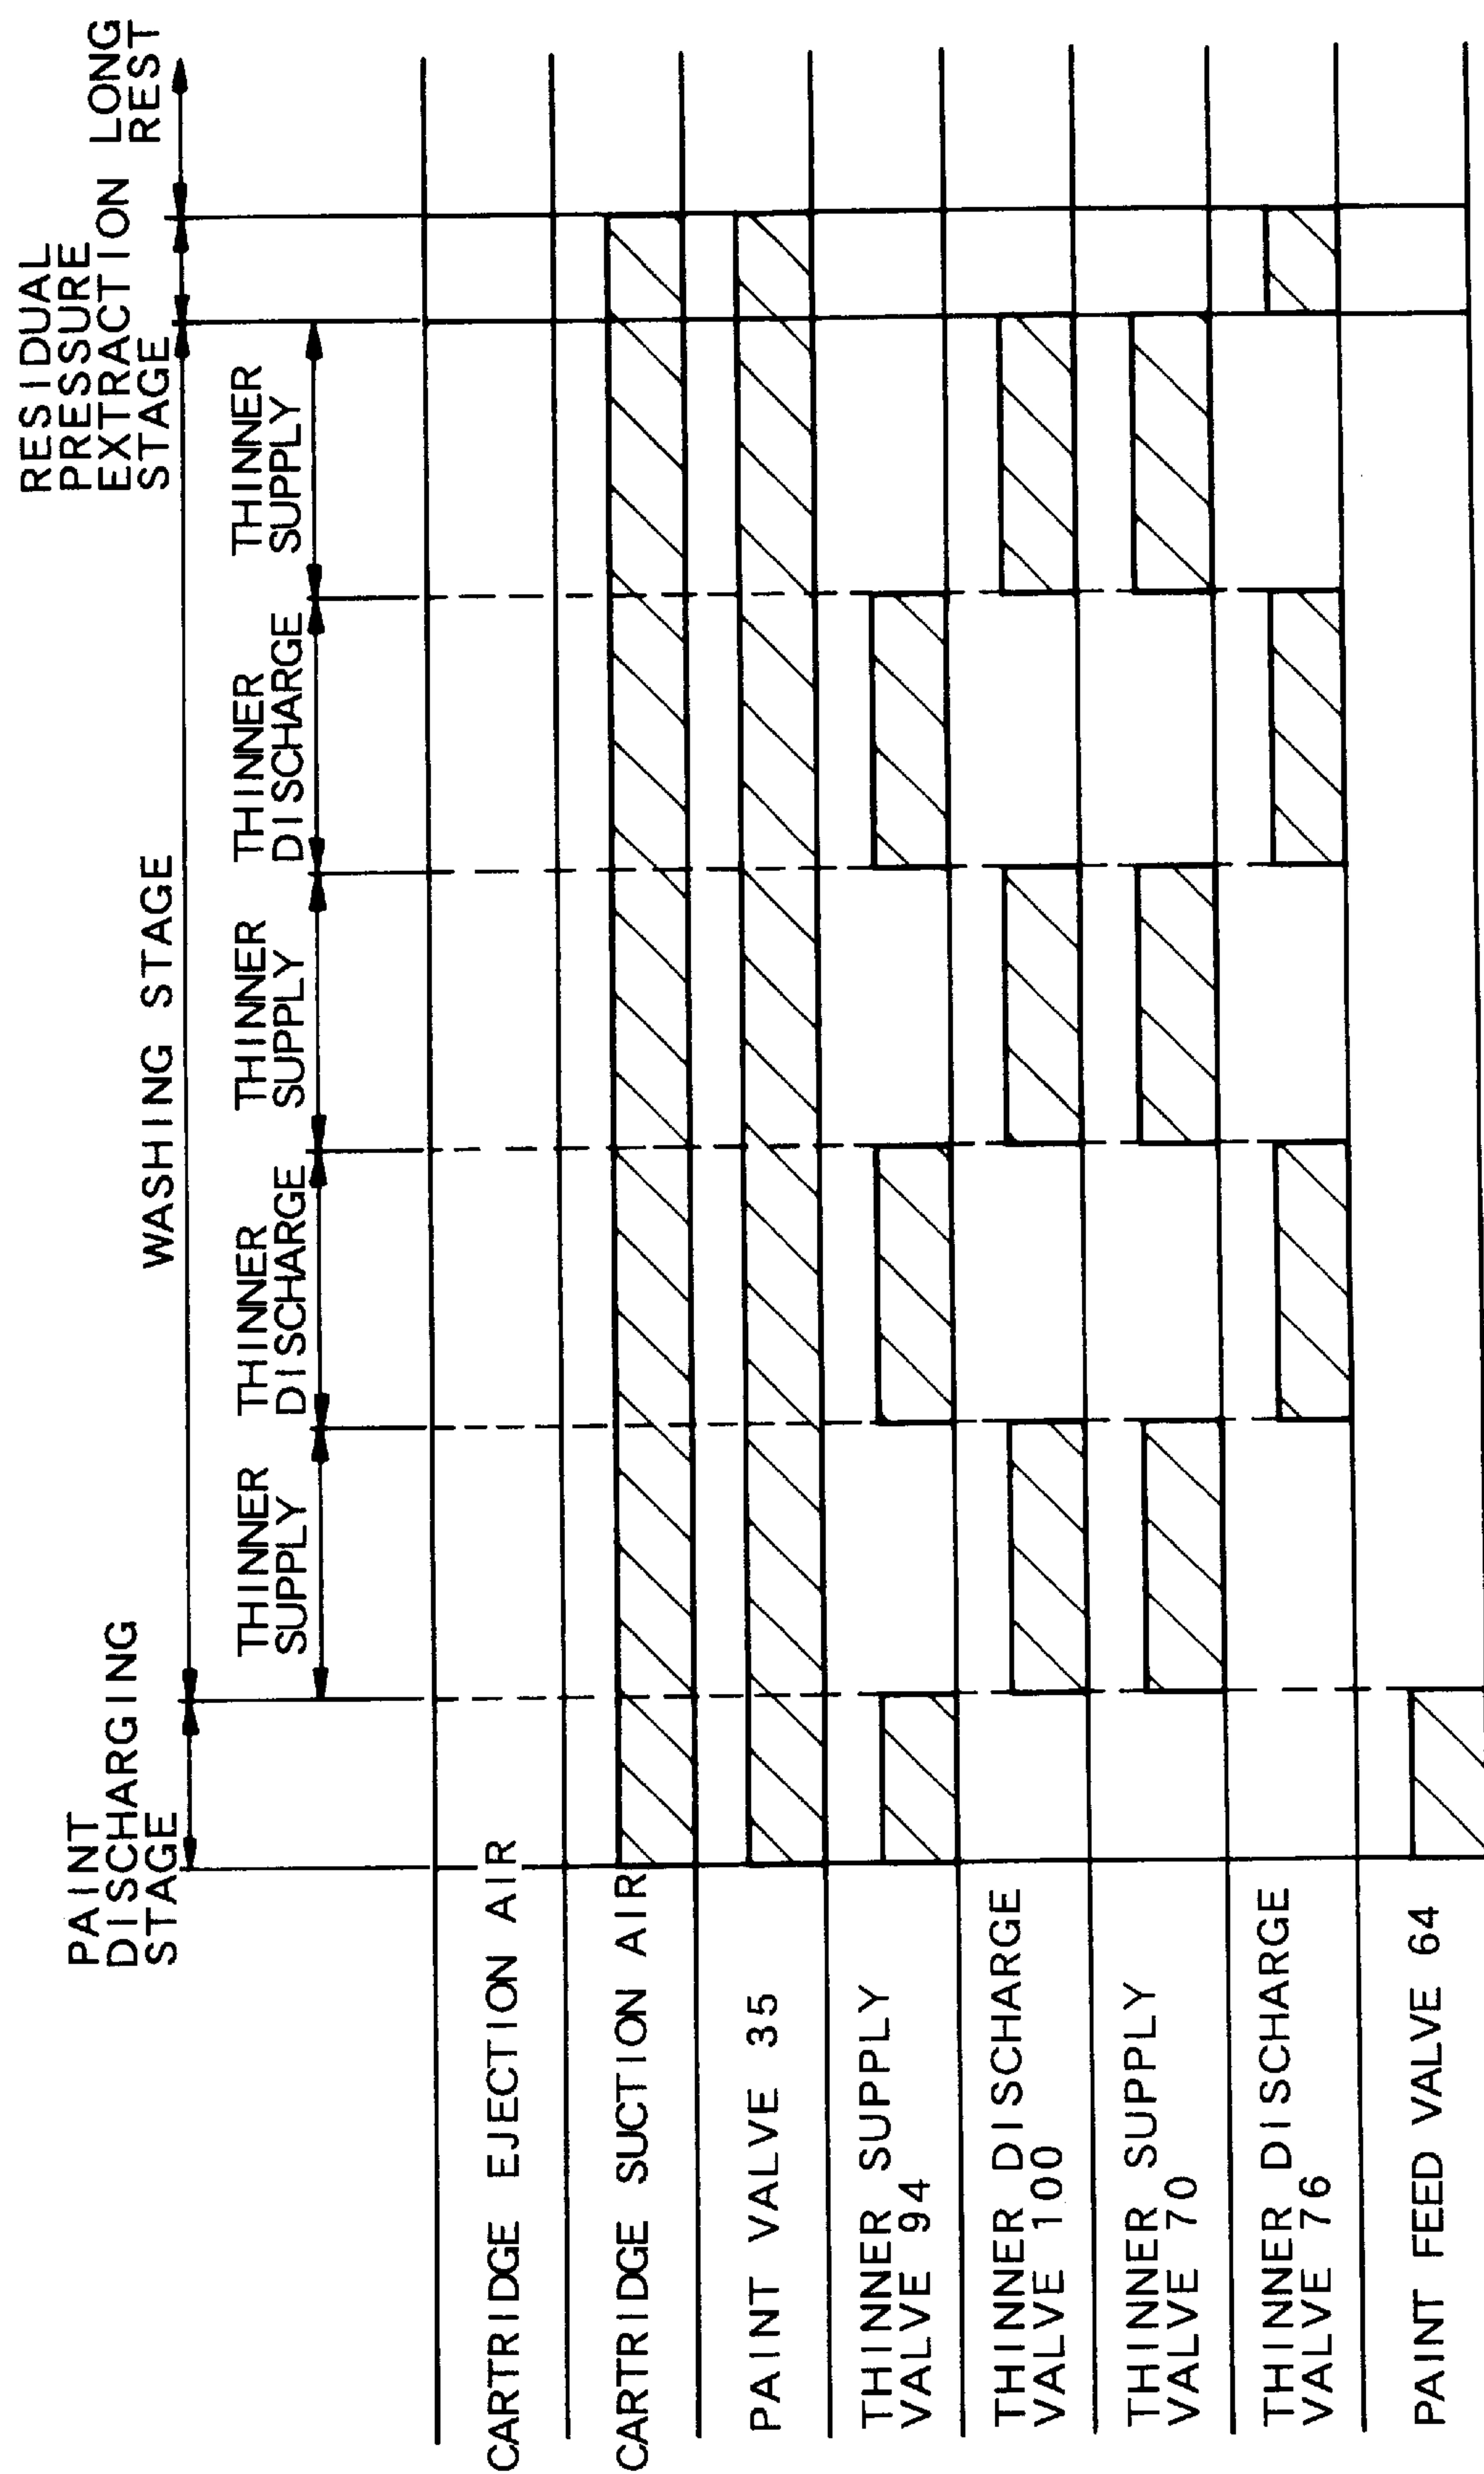 PAINT
DISCHARGING
STAGE
WASHING STAGE
RESIDUAL
PRESSURE
EXTRACTION
STAGE
LONG
REST
THINNER
SUPPLY
THINNER
DISCHARGE
THINNER
SUPPLY
THINNER
DISCHARGE
THINNER
SUPPLY
CARTRIDGE EJECTION AIR
CARTRIDGE SUCTION AIR
PAINT VALVE 35
THINNER SUPPLY
VALVE 94
THINNER DISCHARGE
VALVE 100
THINNER SUPPLY
VALVE 70
THINNER DISCHARGE
VALVE 76
PAINT FEED VALVE 64